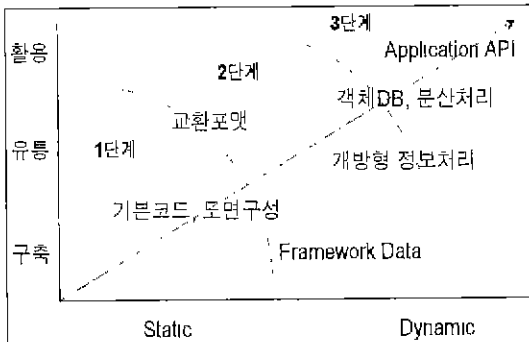 3단계
활용
Application API
2단계
객체DB, 분산처리
교환포맷
유통
1단계
개방형 정보처리
기본코드, 도면구성
구축
Framework Data
Static
Dynamic